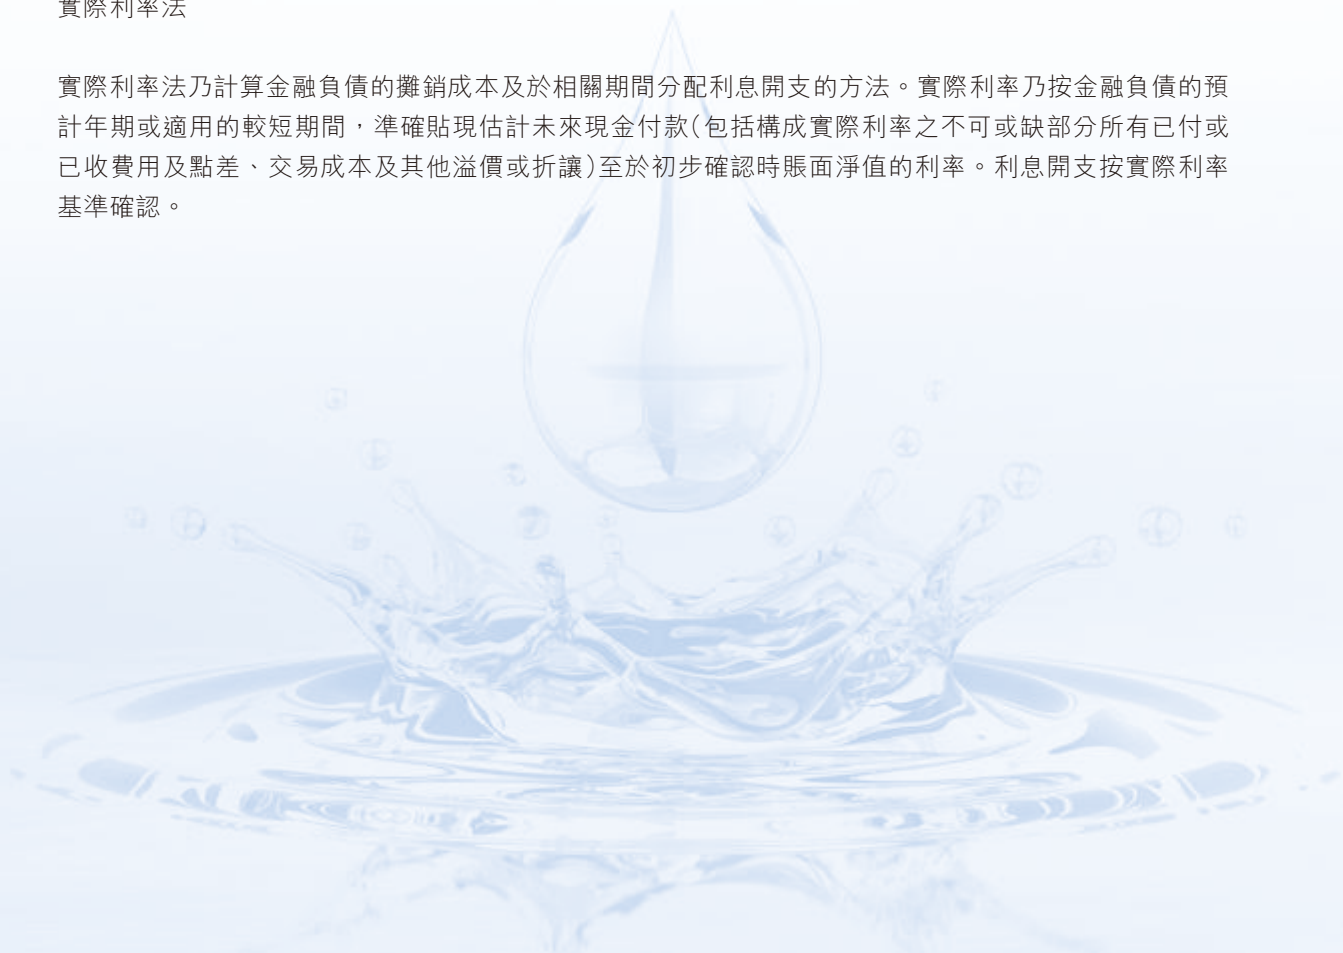 實際利率法
實際利率法乃計算金融負債的攤銷成本及於相關期間分配利息開支的方法。實際利率乃按金融負債的預
計年期或適用的較短期間，準確貼現估計未來現金付款(包括構成實際利率之不可或缺部分所有已付或
已收費用及點差、交易成本及其他溢價或折讓)至於初步確認時賬面淨值的利率。利息開支按實際利率
基準確認。